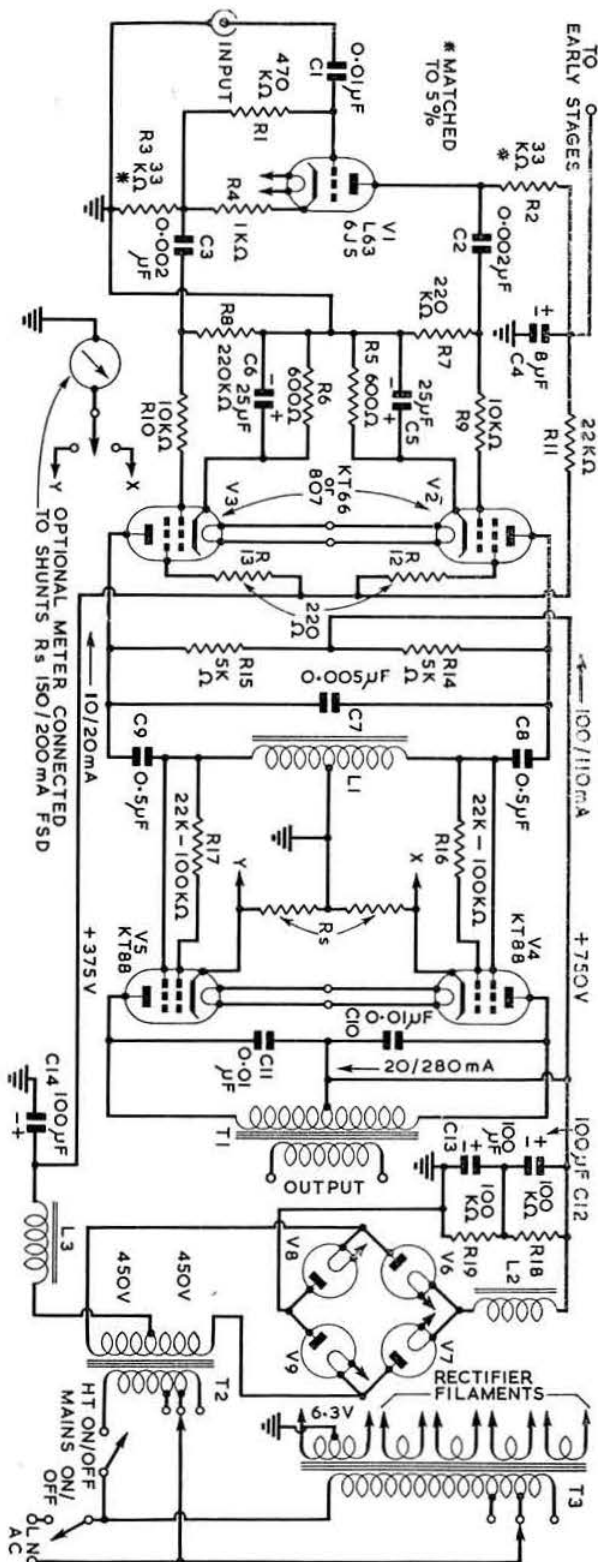 TO
EARLY STAGES
* MATCHED
TO 5%
INPUT
0·01µF
C1
470
KΩ
R1
R3
33
KΩ
*
R4
1KΩ
V1
L63
6J5
33
KΩ
*
R2
0·002
µF
C3
C2
0·002µF
8µF
C4
R11
22KΩ
R8
220KΩ
C6
25µF
R6
600Ω
R5
600Ω
25µF
C5
220
KΩ
R7
10KΩ
R10
10KΩ
R9
V3
KT66
or
807
V2
R
13
R
12
220
Ω
OPTIONAL METER CONNECTED
TO SHUNTS Rs 150/200mA FSD
Y
X
10/20mA
100/110mA
R15
5K
Ω
R14
5K
Ω
0·005µF
C7
C9
0·5µF
C8
0·5µF
L1
R17
22K–100KΩ
R16
22K–100KΩ
Y
X
Rs
V5
KT88
V4
KT88
+375V
+750V
C11
0·01
µF
C10
0·01µF
20/280mA
T1
OUTPUT
C14
100µF
L3
C13
100
µF
100µF C12
100
KΩ
R19
100
KΩ
R18
L2
V8
V6
V9
V7
450V
450V
T2
RECTIFIER
FILAMENTS
6·3V
T3
HT ON/OFF
MAINS ON/
OFF
L N
AC